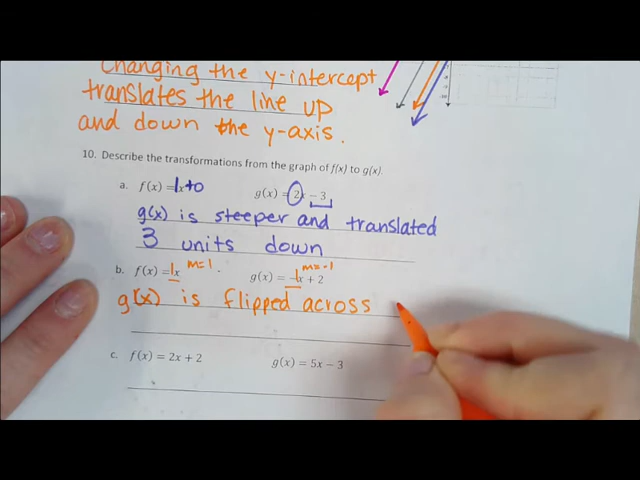 Changing the y-intercept
translates the line up
and down the y-axis.
10. Describe the transformations from the graph of f(x) to g(x).
a. f(x) = 1x+0 g(x) = 2x - 3
g(x) is steeper and translated
3 units down
b. f(x) = 1x m=1 g(x) = -1x + 2 m=-1
g(x) is flipped across
c. f(x) = 2x + 2 g(x) = 5x - 3